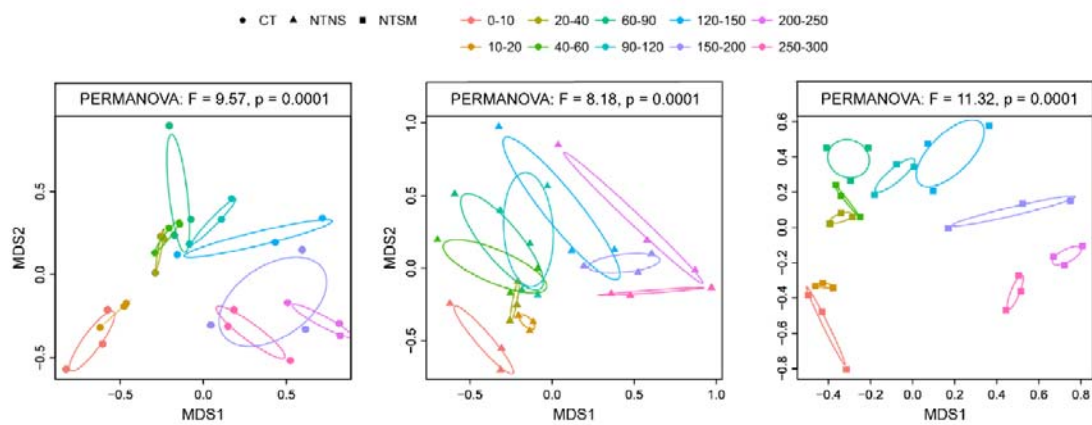 CT NTNS NTSM
0-10 20-40 60-90 120-150 200-250
10-20 40-60 90-120 150-200 250-300
PERMANOVA: F = 9.57, p = 0.0001
PERMANOVA: F = 8.18, p = 0.0001
PERMANOVA: F = 11.32, p = 0.0001
MDS2
0.5
0.0
−0.5
−0.5 0.0 0.5
MDS1
MDS2
1.0
0.5
0.0
−0.5
−0.5 0.0 0.5 1.0
MDS1
0.6
0.4
0.2
0.0
−0.2
−0.4
−0.6
−0.8
−0.4 −0.2 0.0 0.2 0.4 0.6 0.8
MDS1